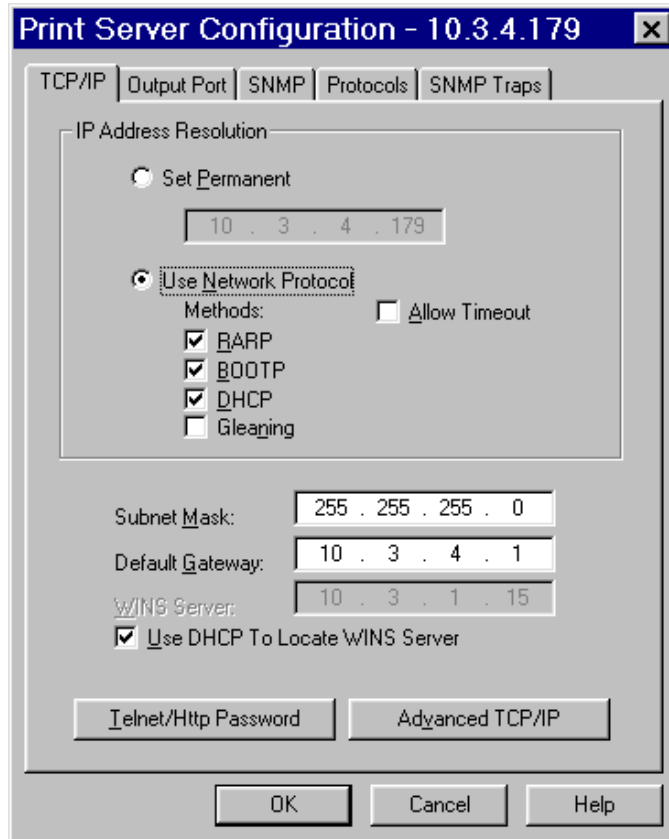 Print Server Configuration - 10.3.4.179
TCP/IP Output Port SNMP Protocols SNMP Traps
IP Address Resolution
Set Permanent
10 . 3 . 4 . 179
Use Network Protocol
Methods: Allow Timeout
RARP
BOOTP
DHCP
Gleaning
Subnet Mask: 255 . 255 . 255 . 0
Default Gateway: 10 . 3 . 4 . 1
WINS Server: 10 . 3 . 1 . 15
Use DHCP To Locate WINS Server
Telnet/Http Password Advanced TCP/IP
OK Cancel Help